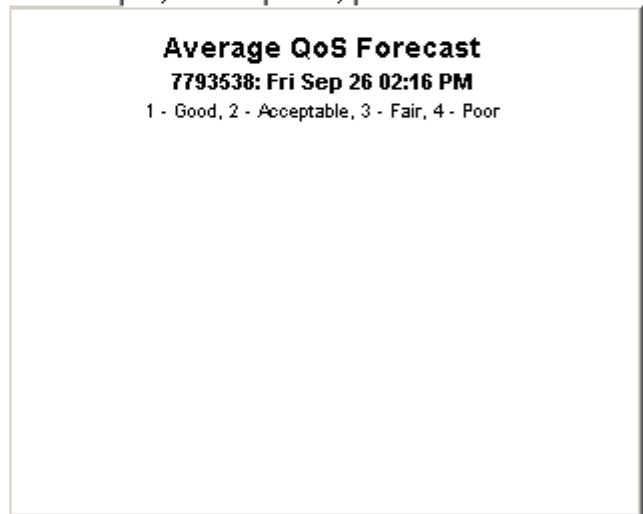 Average QoS Forecast
7793538: Fri Sep 26 02:16 PM
1 - Good, 2 - Acceptable, 3 - Fair, 4 - Poor